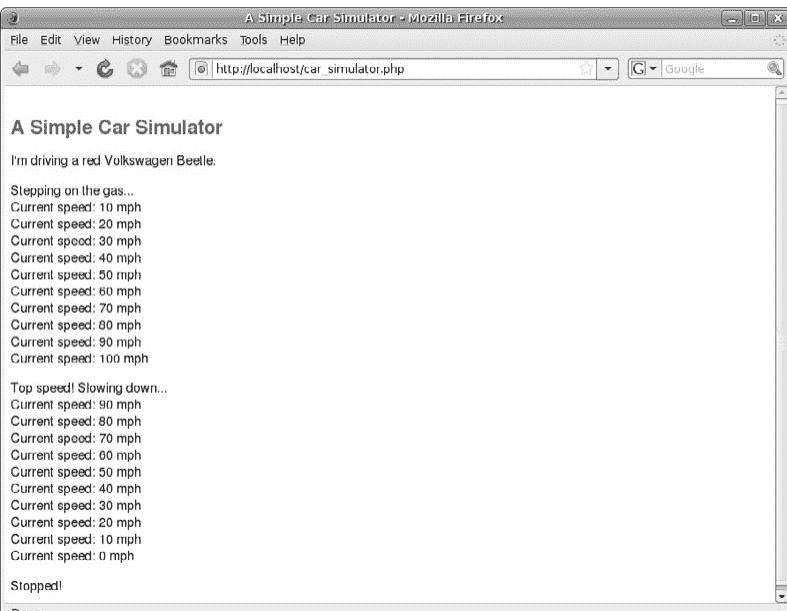 A Simple Car Simulator - Mozilla Firefox
File Edit View History Bookmarks Tools Help
http://localhost/car_simulator.php
G Google
A Simple Car Simulator
I'm driving a red Volkswagen Beetle.
Stepping on the gas...
Current speed: 10 mph
Current speed: 20 mph
Current speed: 30 mph
Current speed: 40 mph
Current speed: 50 mph
Current speed: 60 mph
Current speed: 70 mph
Current speed: 80 mph
Current speed: 90 mph
Current speed: 100 mph
Top speed! Slowing down...
Current speed: 90 mph
Current speed: 80 mph
Current speed: 70 mph
Current speed: 60 mph
Current speed: 50 mph
Current speed: 40 mph
Current speed: 30 mph
Current speed: 20 mph
Current speed: 10 mph
Current speed: 0 mph
Stopped!